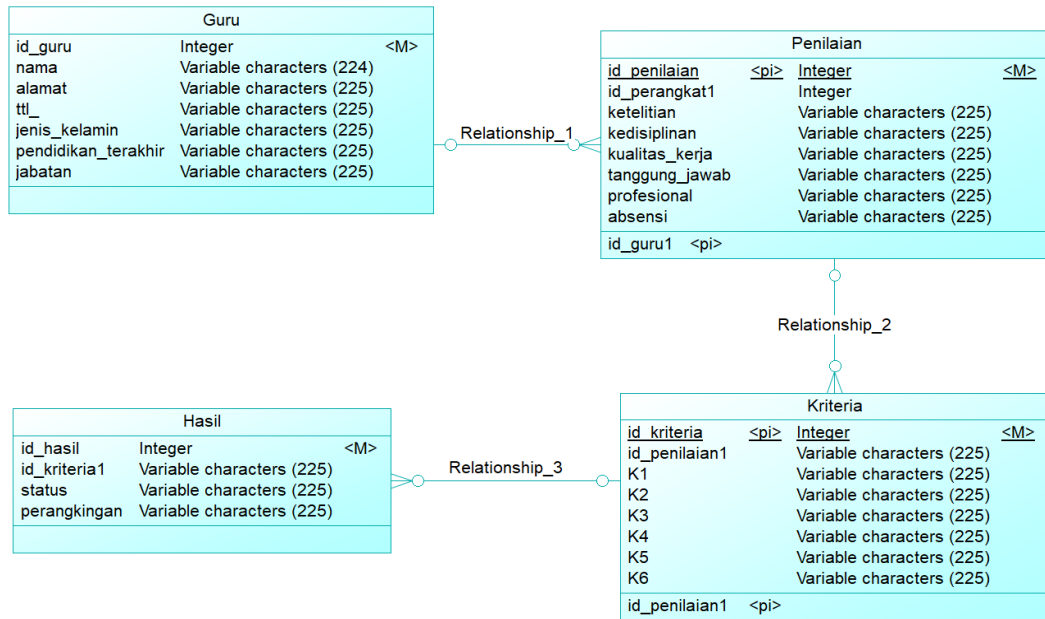 Guru
id_guru Integer <M>
nama Variable characters (224)
alamat Variable characters (225)
ttl_ Variable characters (225)
jenis_kelamin Variable characters (225)
pendidikan_terakhir Variable characters (225)
jabatan Variable characters (225)
Relationship_1
Penilaian
id_penilaian <pi> Integer <M>
id_perangkat1 Integer
ketelitian Variable characters (225)
kedisiplinan Variable characters (225)
kualitas_kerja Variable characters (225)
tanggung_jawab Variable characters (225)
profesional Variable characters (225)
absensi Variable characters (225)
id_guru1 <pi>
Relationship_2
Hasil
id_hasil Integer <M>
id_kriteria1 Variable characters (225)
status Variable characters (225)
perangkingan Variable characters (225)
Relationship_3
Kriteria
id_kriteria <pi> Integer <M>
id_penilaian1 Variable characters (225)
K1 Variable characters (225)
K2 Variable characters (225)
K3 Variable characters (225)
K4 Variable characters (225)
K5 Variable characters (225)
K6 Variable characters (225)
id_penilaian1 <pi>